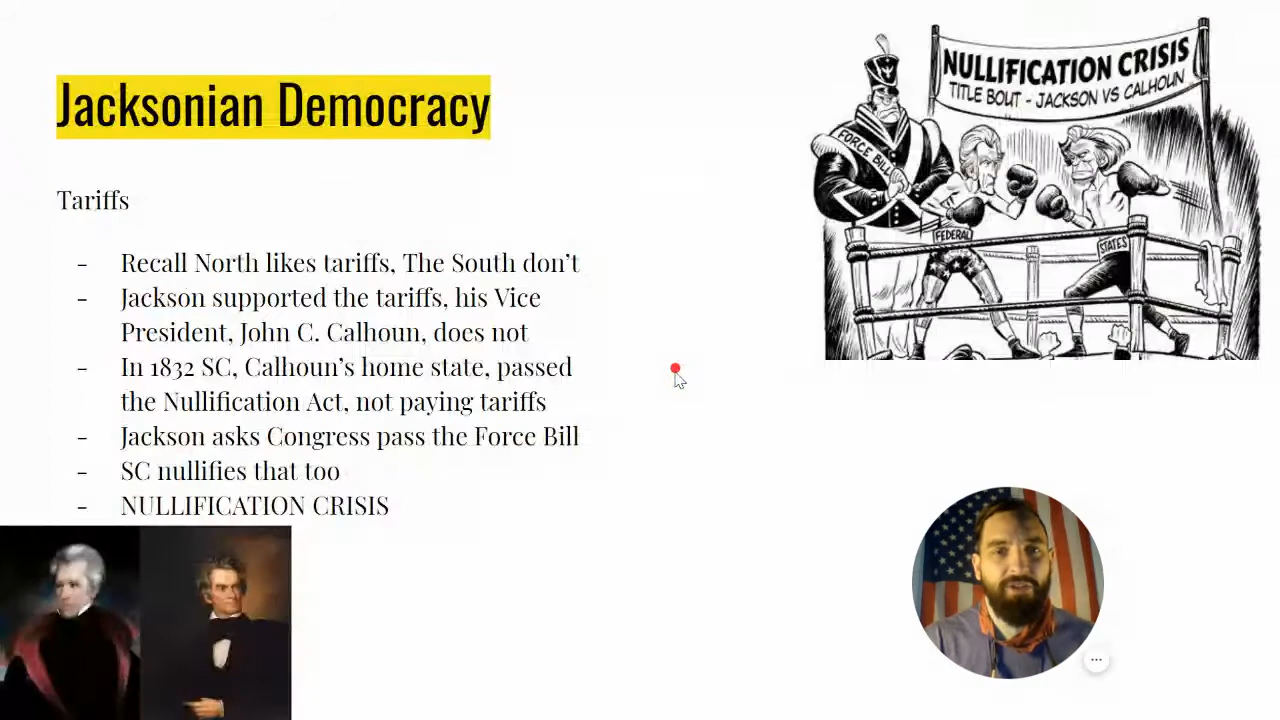 Jacksonian Democracy
Tariffs
- Recall North likes tariffs, The South don't
- Jackson supported the tariffs, his Vice
President, John C. Calhoun, does not
- In 1832 SC, Calhoun's home state, passed
the Nullification Act, not paying tariffs
- Jackson asks Congress pass the Force Bill
- SC nullifies that too
- NULLIFICATION CRISIS
NULLIFICATION CRISIS
TITLE BOUT - JACKSON VS CALHOUN
FORCE BILL
FEDERAL
STATES